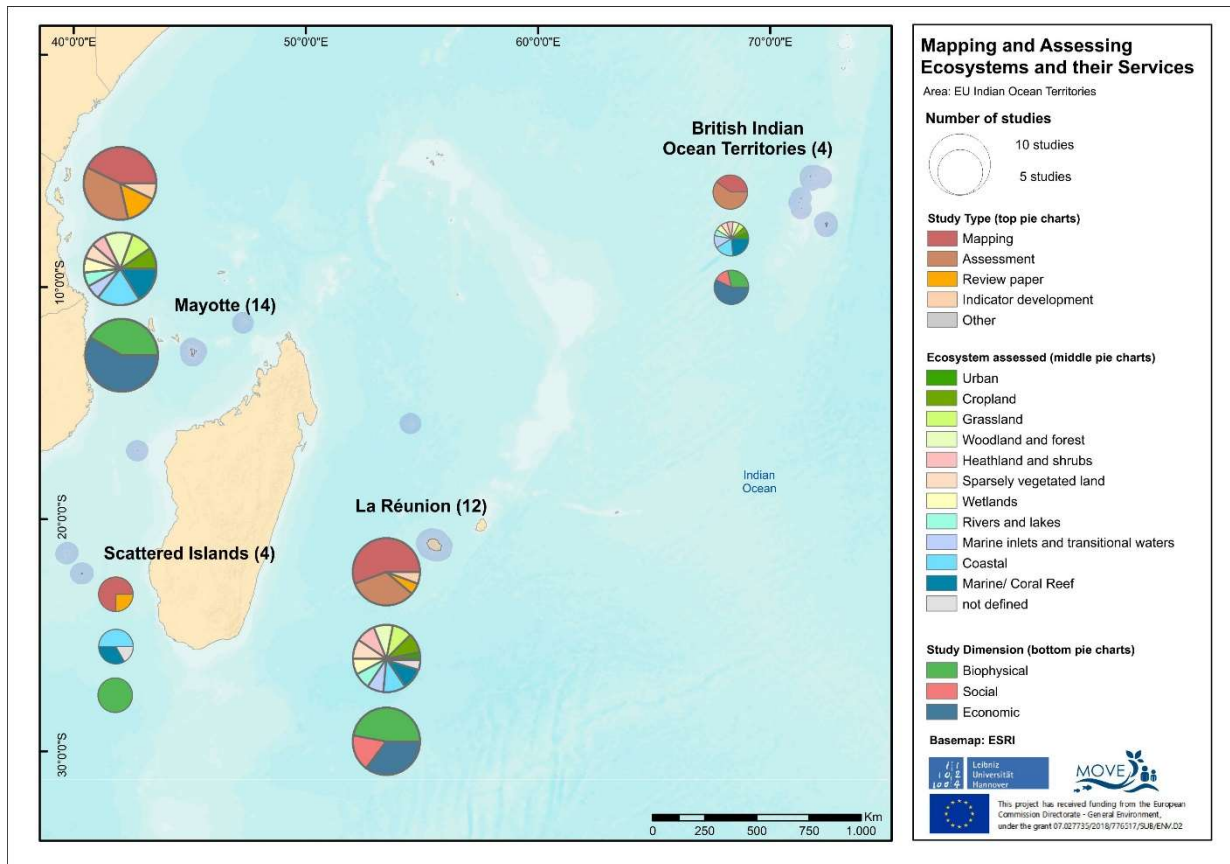 40°0'0"E
50°0'0"E
60°0'0"E
70°0'0"E
10°0'0"S
20°0'0"S
30°0'0"S
British Indian
Ocean Territories (4)
Mayotte (14)
La Réunion (12)
Scattered Islands (4)
Indian
Ocean
Km
0 250 500 750 1.000
Mapping and Assessing
Ecosystems and their Services
Area: EU Indian Ocean Territories
Number of studies
10 studies
5 studies
Study Type (top pie charts)
Mapping
Assessment
Review paper
Indicator development
Other
Ecosystem assessed (middle pie charts)
Urban
Cropland
Grassland
Woodland and forest
Heathland and shrubs
Sparsely vegetated land
Wetlands
Rivers and lakes
Marine inlets and transitional waters
Coastal
Marine/ Coral Reef
not defined
Study Dimension (bottom pie charts)
Biophysical
Social
Economic
Basemap: ESRI
Leibniz
Universität
Hannover
MOVE
This project has received funding from the European
Commission Directorate - General Environment,
under the grant 07.027735/2018/776517/SUB/ENV.D2